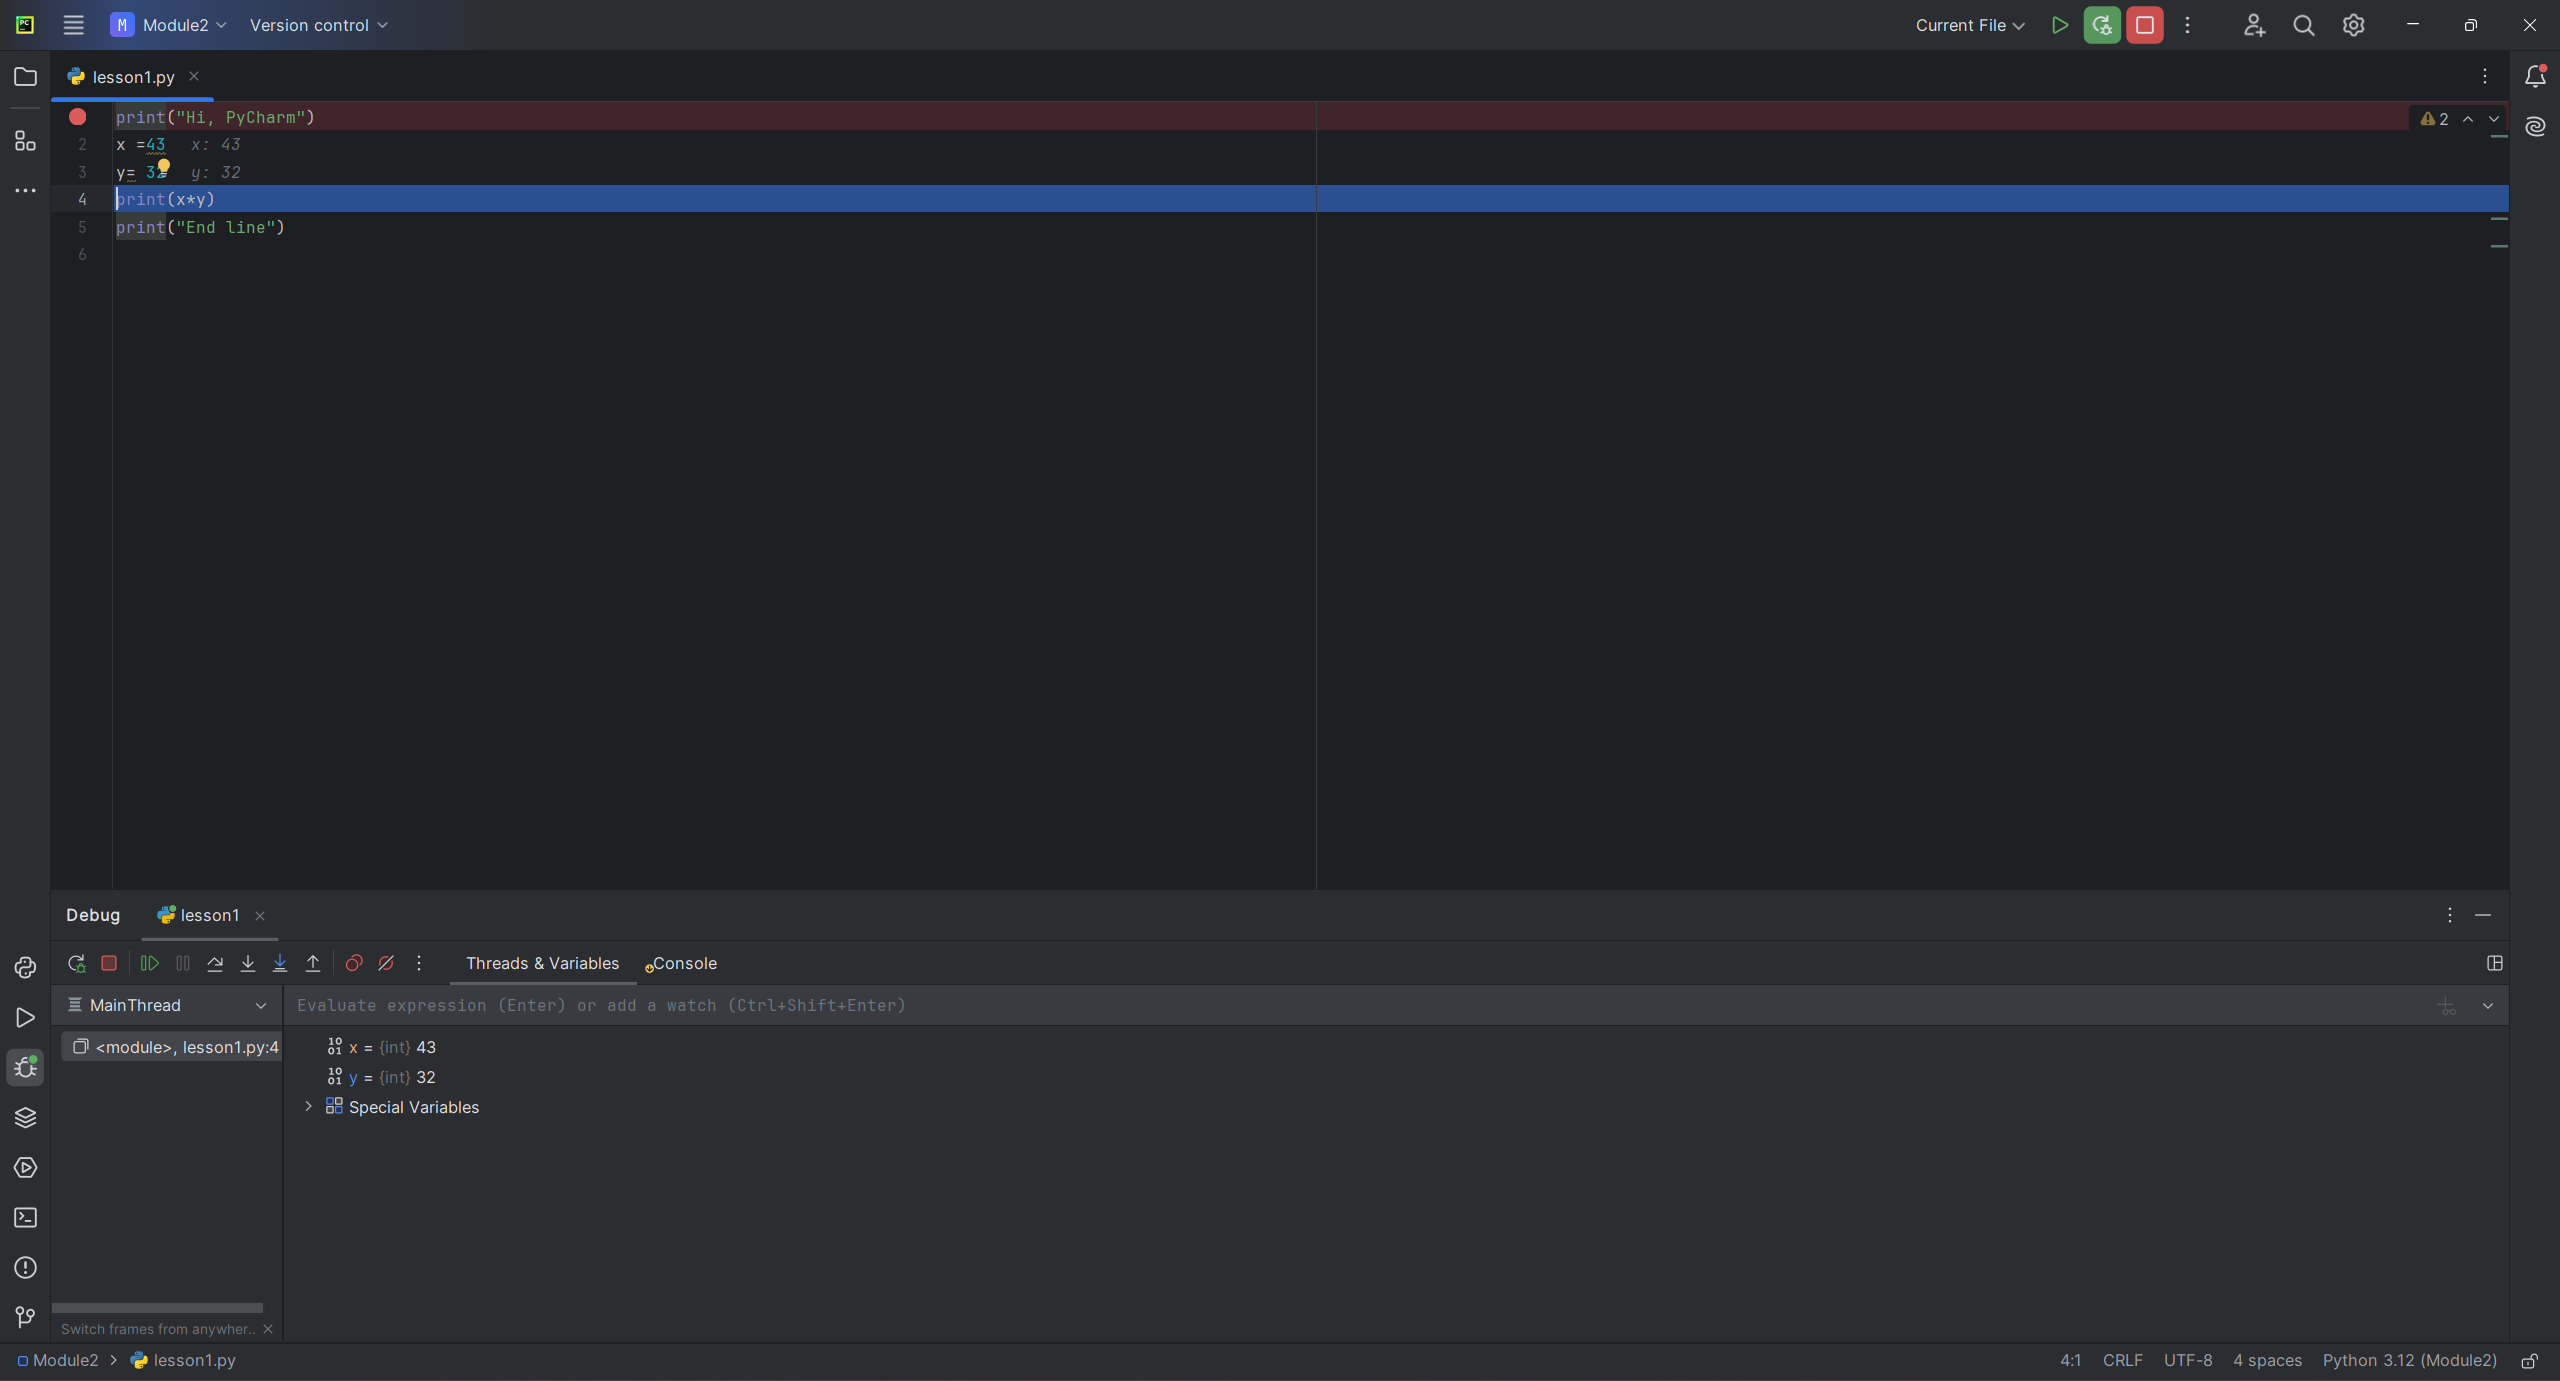 PC M Module2 Version control Current File
lesson1.py
print("Hi, PyCharm") 2
2 x =43 x: 43
3 y= 32 y: 32
4 print(x*y)
5 print("End line")
6
Debug lesson1
Threads & Variables Console
MainThread Evaluate expression (Enter) or add a watch (Ctrl+Shift+Enter)
<module>, lesson1.py:4 x = {int} 43
y = {int} 32
Special Variables
Switch frames from anywher..
Module2 > lesson1.py 4:1 CRLF UTF-8 4 spaces Python 3.12 (Module2)